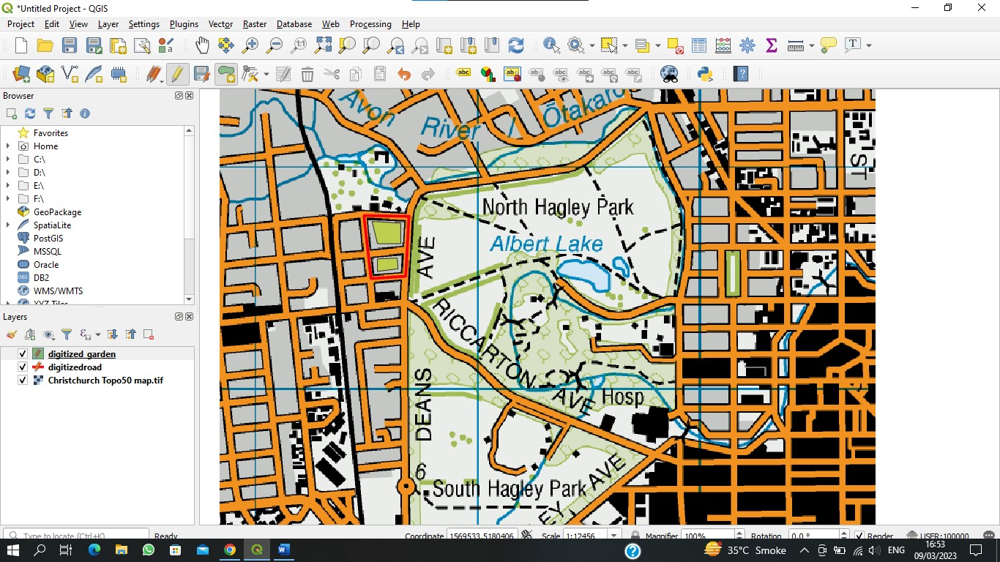 *Untitled Project - QGIS
Project Edit View Layer Settings Plugins Vector Raster Database Web Processing Help
Browser
Favorites
Home
C:\
D:\
E:\
F:\
GeoPackage
SpatiaLite
PostGIS
MSSQL
Oracle
DB2
WMS/WMTS
XYZ Tiles
Layers
digitized_garden
digitizedroad
Christchurch Topo50 map.tif
Avon River / Ōtakaro
ST
North Hagley Park
Albert Lake
AVE
RICCARTON AVE
DEANS
Hosp
6
South Hagley Park
AVE
EY
Type to locate (Ctrl+K)
Ready
Coordinate 1569533,5180406 Scale 1:12456 Magnifier 100% Rotation 0.0 ° Render USER:100000
35°C Smoke ENG 16:53
09/03/2023